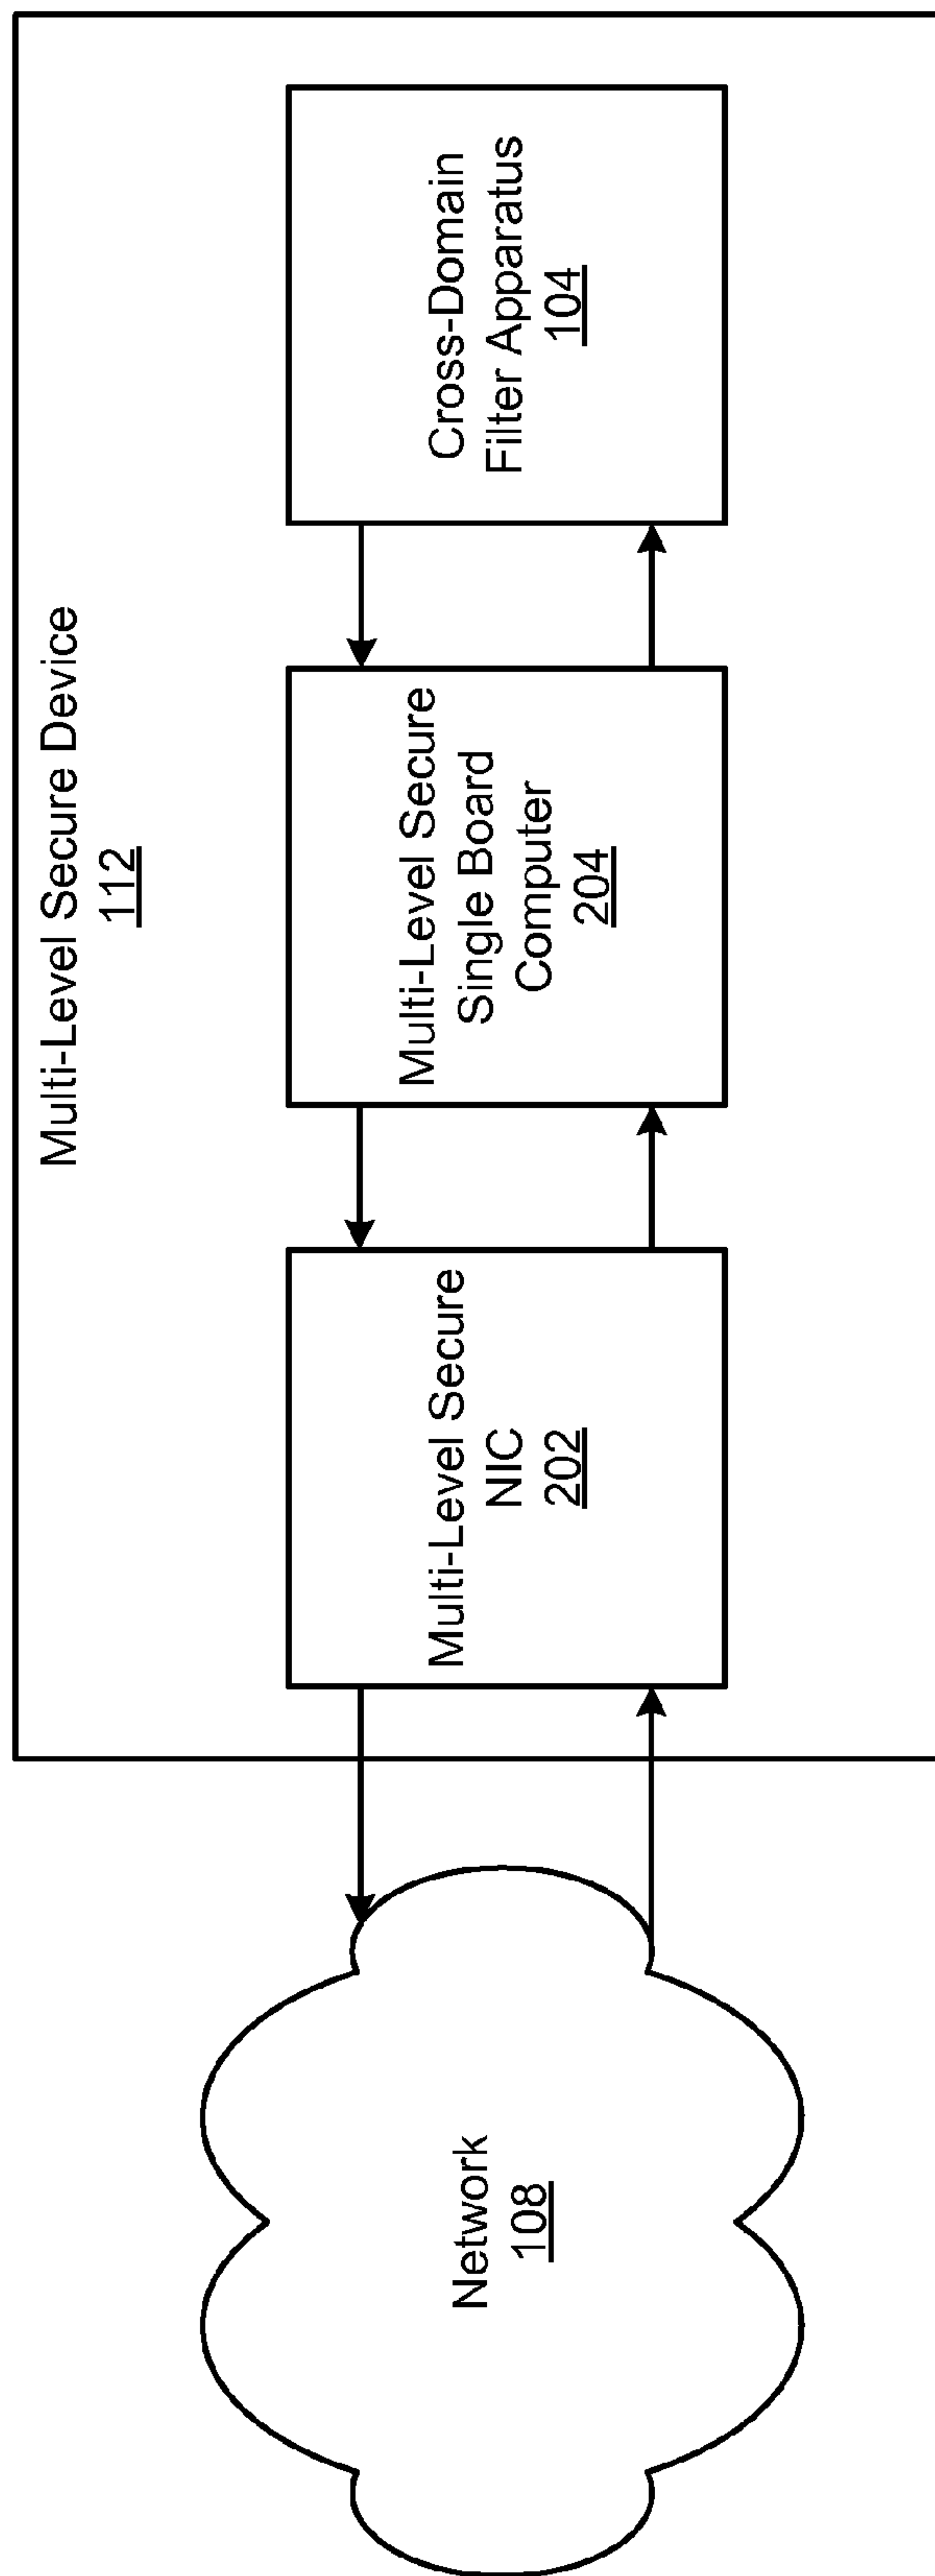 Multi-Level Secure Device
112
Network
108
Multi-Level Secure
NIC
202
Multi-Level Secure
Single Board
Computer
204
Cross-Domain
Filter Apparatus
104